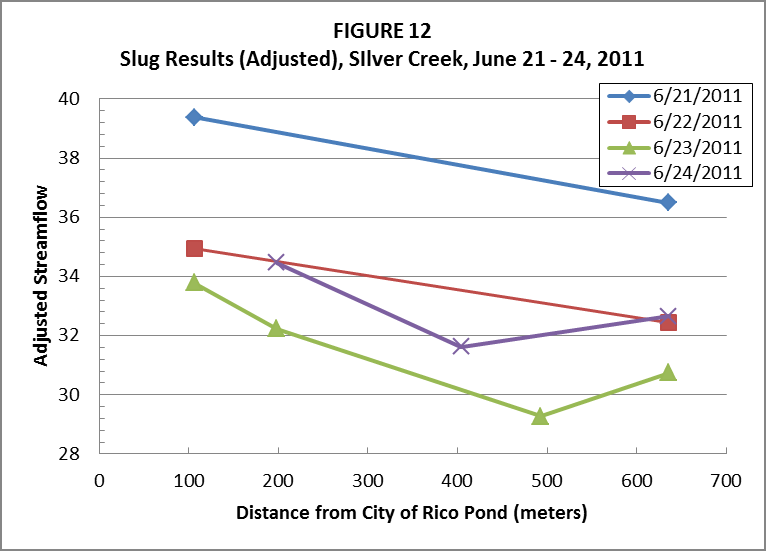 FIGURE 12
Slug Results (Adjusted), SIlver Creek, June 21 - 24, 2011
6/21/2011
6/22/2011
6/23/2011
6/24/2011
Adjusted Streamflow
40
38
36
34
32
30
28
0 100 200 300 400 500 600 700
Distance from City of Rico Pond (meters)